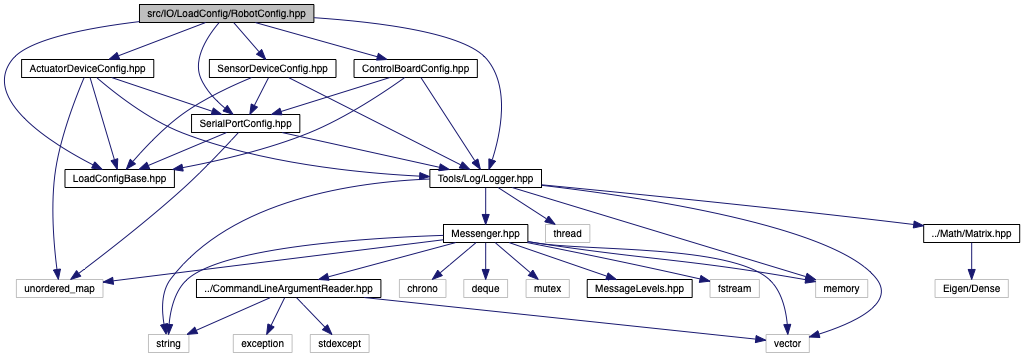 src/IO/LoadConfig/RobotConfig.hpp
ActuatorDeviceConfig.hpp
SensorDeviceConfig.hpp
ControlBoardConfig.hpp
SerialPortConfig.hpp
LoadConfigBase.hpp
Tools/Log/Logger.hpp
Messenger.hpp
thread
../Math/Matrix.hpp
unordered_map
../CommandLineArgumentReader.hpp
chrono
deque
mutex
MessageLevels.hpp
fstream
memory
Eigen/Dense
string
exception
stdexcept
vector